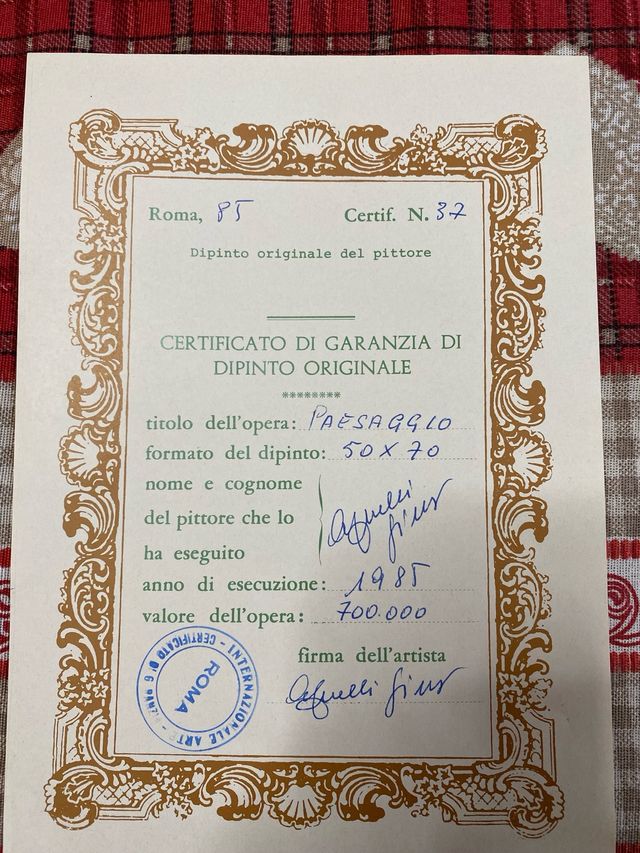 Roma, 85
Certif. N. 37
Dipinto originale del pittore
CERTIFICATO DI GARANZIA DI
DIPINTO ORIGINALE
********
titolo dell'opera: PAESAGGIO
formato del dipinto: 50 X 70
nome e cognome
del pittore che lo
ha eseguito
anno di esecuzione: 1985
valore dell'opera: 700.000
firma dell'artista
INTERNAZIONALE ARTE - CERTIFICATO DI
ROMA